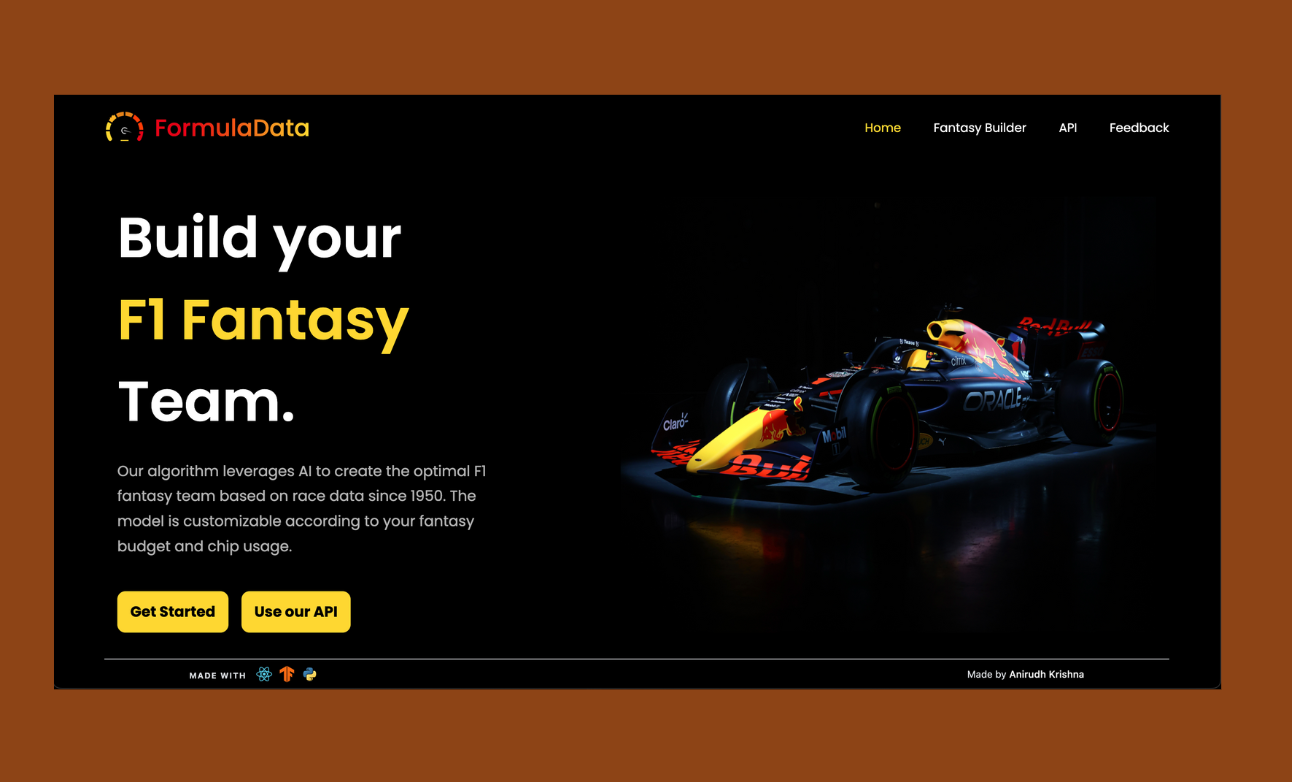 FormulaData
Home
Fantasy Builder
API
Feedback
Build your
F1 Fantasy
Team.
Our algorithm leverages AI to create the optimal F1
fantasy team based on race data since 1950. The
model is customizable according to your fantasy
budget and chip usage.
Get Started
Use our API
Red Bull
CITRIX
ORACLE
Claro
Mobil
Bull
MADE WITH
Made by Anirudh Krishna